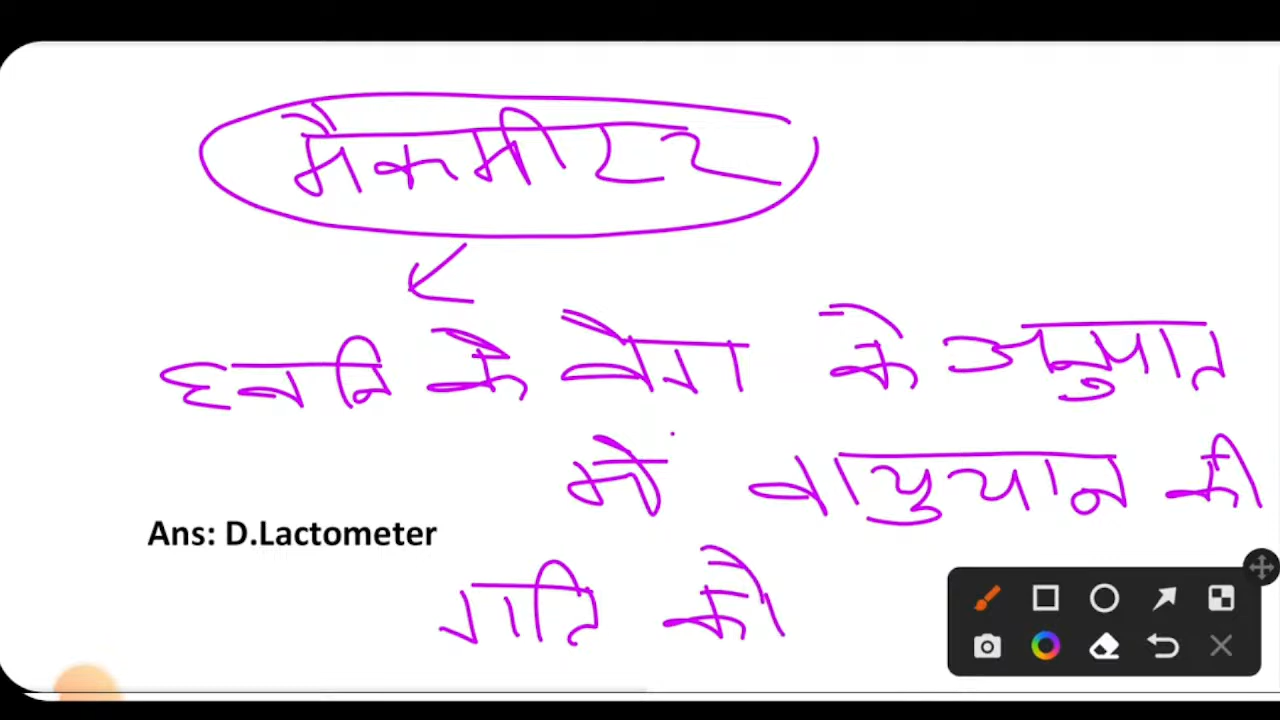 मैकमीटर
ध्वनि के वेग के अनुपात
में वायुयान की
Ans: D.Lactometer
गति को